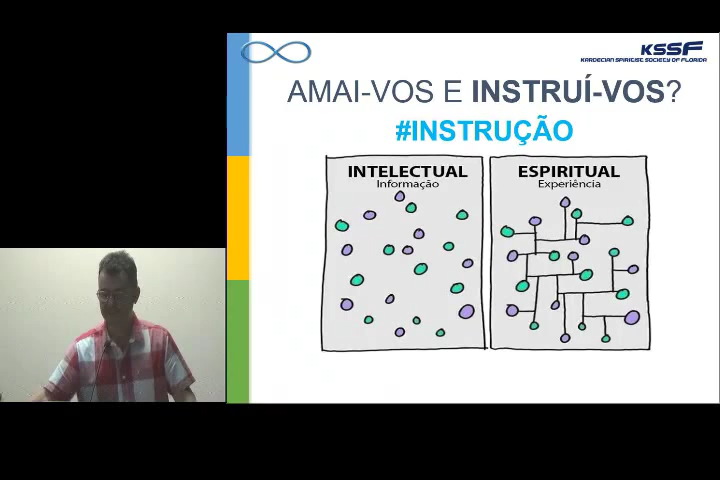 KSSF
KARDECIAN SPIRITIST SOCIETY OF FLORIDA
AMAI-VOS E INSTRUÍ-VOS?
#INSTRUÇÃO
INTELECTUAL
Informação
ESPIRITUAL
Experiência